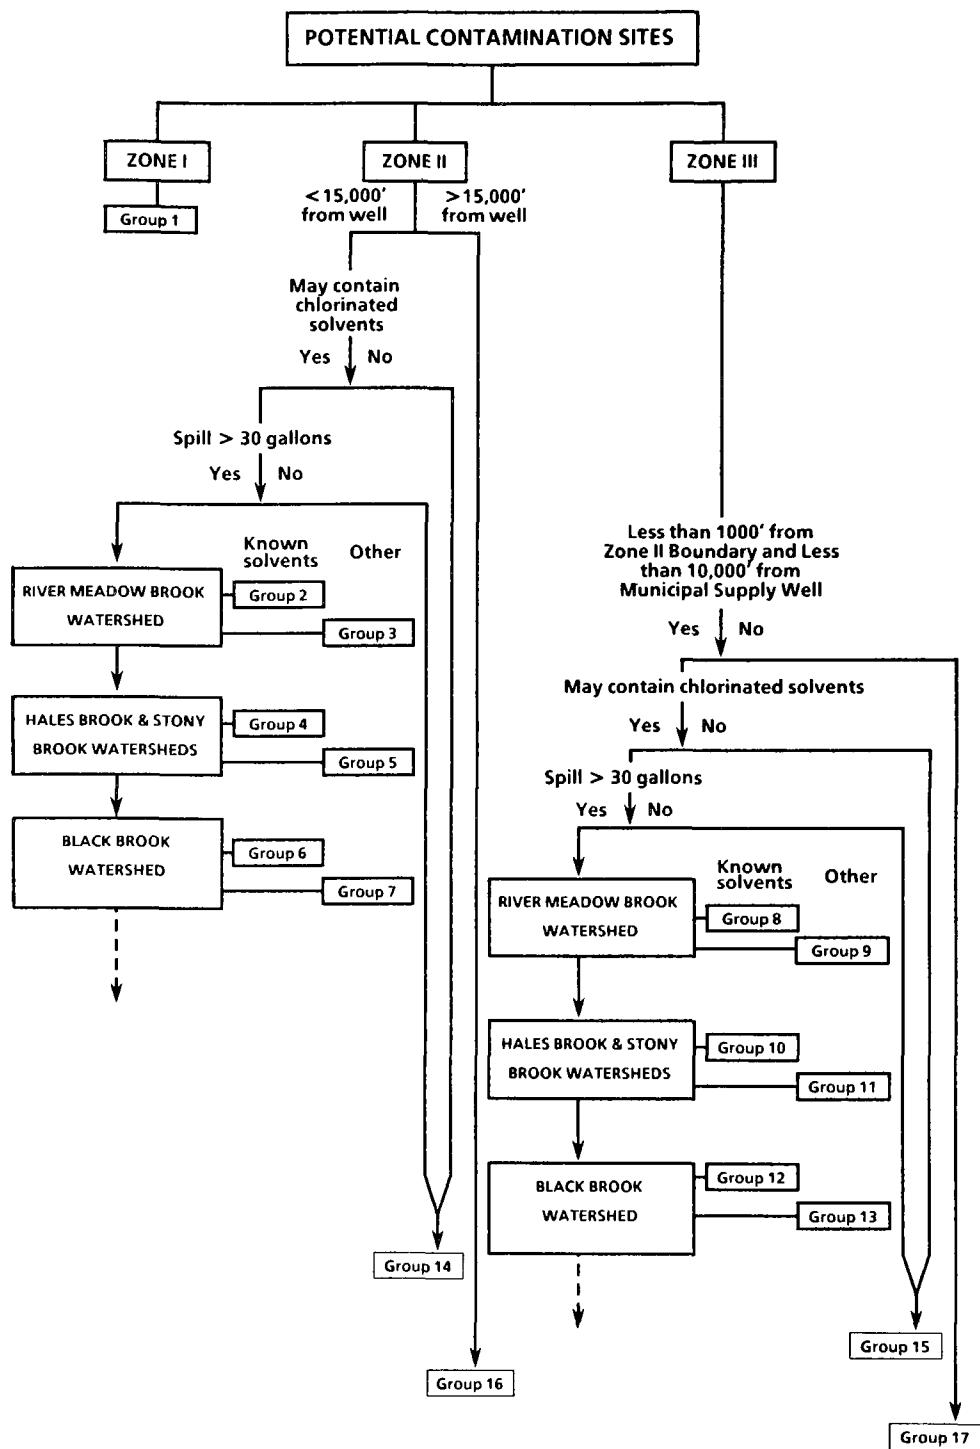 POTENTIAL CONTAMINATION SITES
ZONE I
ZONE II
ZONE III
Group 1
<15,000′
from well
>15,000′
from well
May contain
chlorinated
solvents
Yes
No
Spill > 30 gallons
Yes
No
Known
solvents
Other
RIVER MEADOW BROOK
WATERSHED
Group 2
Group 3
HALES BROOK & STONY
BROOK WATERSHEDS
Group 4
Group 5
BLACK BROOK
WATERSHED
Group 6
Group 7
Group 14
Group 16
Less than 1000′ from
Zone II Boundary and Less
than 10,000′ from
Municipal Supply Well
Yes
No
May contain chlorinated solvents
Yes
No
Spill > 30 gallons
Yes
No
Known
solvents
Other
RIVER MEADOW BROOK
WATERSHED
Group 8
Group 9
HALES BROOK & STONY
BROOK WATERSHEDS
Group 10
Group 11
BLACK BROOK
WATERSHED
Group 12
Group 13
Group 15
Group 17